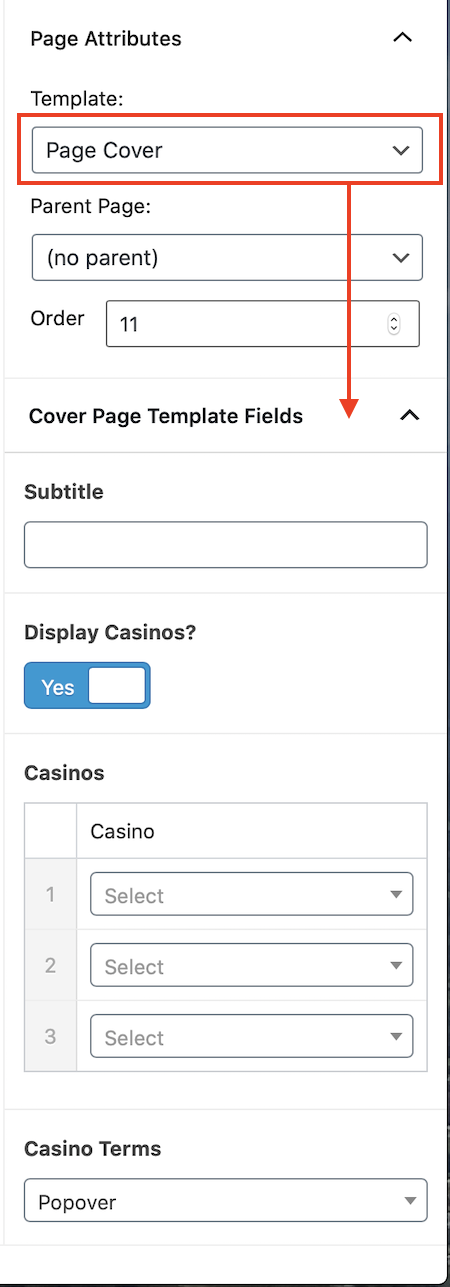 Page Attributes
Template:
Page Cover
Parent Page:
(no parent)
Order
11
Cover Page Template Fields
Subtitle
Display Casinos?
Yes
Casinos
Casino
1 Select
2 Select
3 Select
Casino Terms
Popover